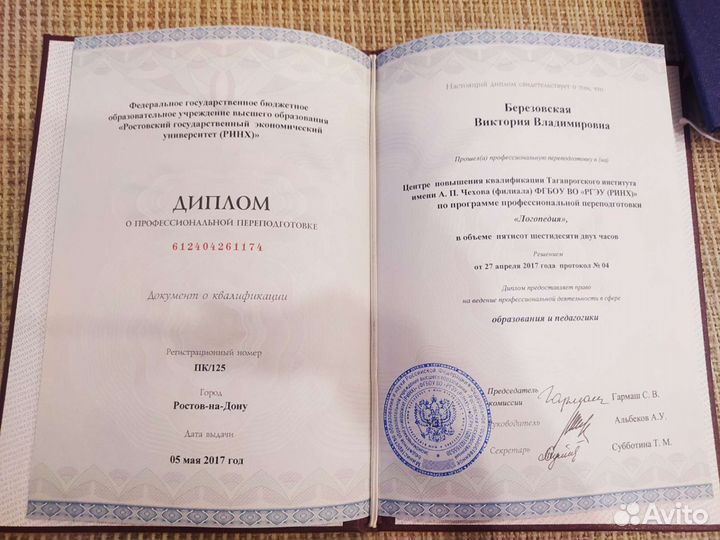 Федеральное государственное бюджетное
образовательное учреждение высшего образования
«Ростовский государственный экономический
университет (РИНХ)»
ДИПЛОМ
О ПРОФЕССИОНАЛЬНОЙ ПЕРЕПОДГОТОВКЕ
612404261174
Документ о квалификации
Регистрационный номер
ПК/125
Город
Ростов-на-Дону
Дата выдачи
05 мая 2017 год
Настоящий диплом свидетельствует о том, что
Березовская
Виктория Владимировна
Прошел(а) профессиональную переподготовку в (на)
Центре повышения квалификации Таганрогского института
имени А. П. Чехова (филиала) ФГБОУ ВО «РГЭУ (РИНХ)»
по программе профессиональной переподготовки
«Логопедия»,
в объеме пятисот шестидесяти двух часов
Решением
от 27 апреля 2017 года протокол № 04
Диплом предоставляет право
на ведение профессиональной деятельности в сфере
образования и педагогики
Председатель
комиссии
Гармаш С. В.
Руководитель
Альбеков А.У.
Секретарь
Субботина Т. М.
Avito